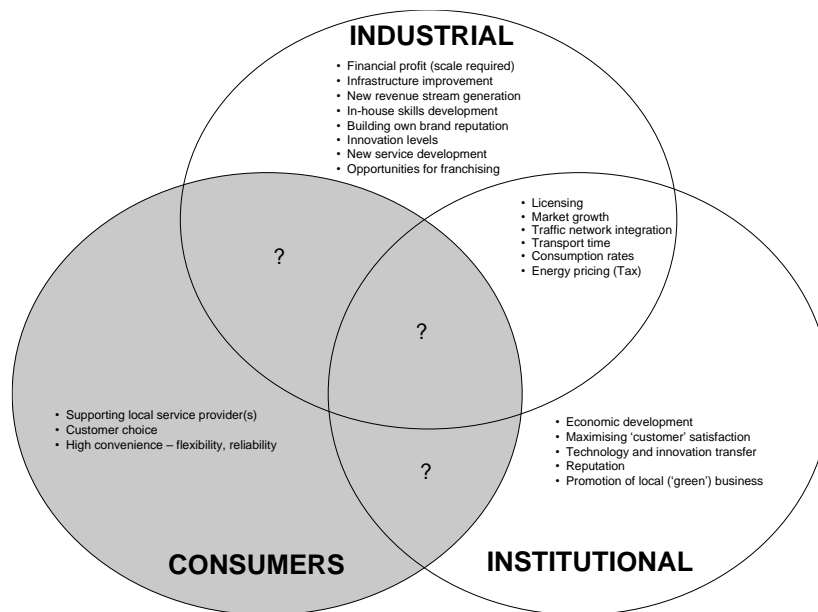 INDUSTRIAL
• Financial profit (scale required)
• Infrastructure improvement
• New revenue stream generation
• In-house skills development
• Building own brand reputation
• Innovation levels
• New service development
• Opportunities for franchising
• Licensing
• Market growth
• Traffic network integration
• Transport time
• Consumption rates
• Energy pricing (Tax)
?
?
• Supporting local service provider(s)
• Customer choice
• High convenience – flexibility, reliability
• Economic development
• Maximising ‘customer’ satisfaction
• Technology and innovation transfer
• Reputation
• Promotion of local (‘green’) business
?
CONSUMERS
INSTITUTIONAL